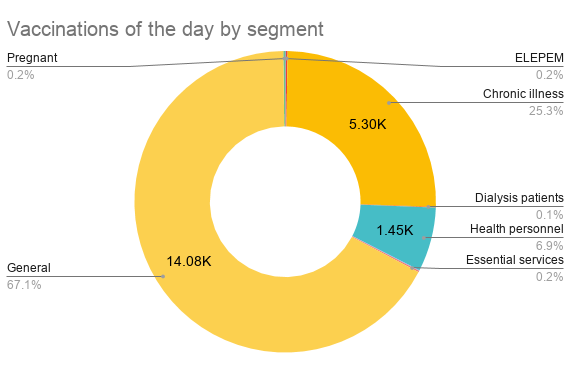 Vaccinations of the day by segment
Pregnant
0.2%
ELEPEM
0.2%
Chronic illness
25.3%
5.30K
Dialysis patients
0.1%
Health personnel
6.9%
1.45K
Essential services
0.2%
14.08K
General
67.1%